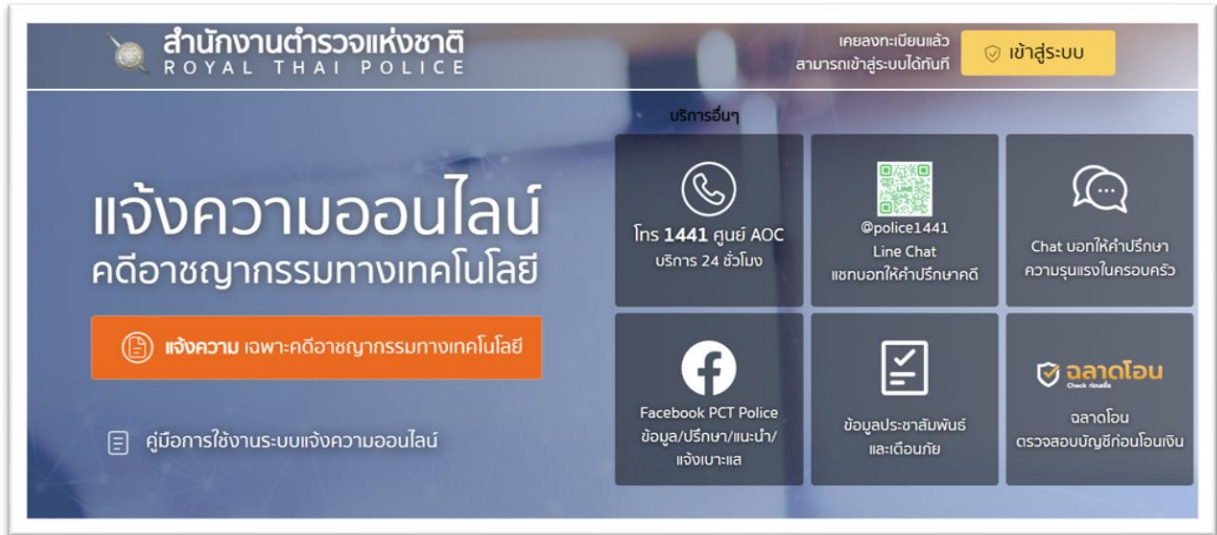 สำนักงานตำรวจแห่งชาติ
ROYAL THAI POLICE
เคยลงทะเบียนแล้ว
สามารถเข้าสู่ระบบได้ทันที
เข้าสู่ระบบ
แจ้งความออนไลน์
คดีอาชญากรรมทางเทคโนโลยี
แจ้งความ เฉพาะคดีอาชญากรรมทางเทคโนโลยี
คู่มือการใช้งานระบบแจ้งความออนไลน์
บริการอื่นๆ
โทร 1441 ศูนย์ AOC
บริการ 24 ชั่วโมง
LINE
@police1441
Line Chat
แชทบอทให้คำปรึกษาคดี
Chat บอทให้คำปรึกษา
ความรุนแรงในครอบครัว
Facebook PCT Police
ข้อมูล/ปรึกษา/แนะนำ/
แจ้งเบาะแส
ข้อมูลประชาสัมพันธ์
และเตือนภัย
ฉลาดโอน
Check ก่อนเชื่อ
ฉลาดโอน
ตรวจสอบบัญชีก่อนโอนเงิน